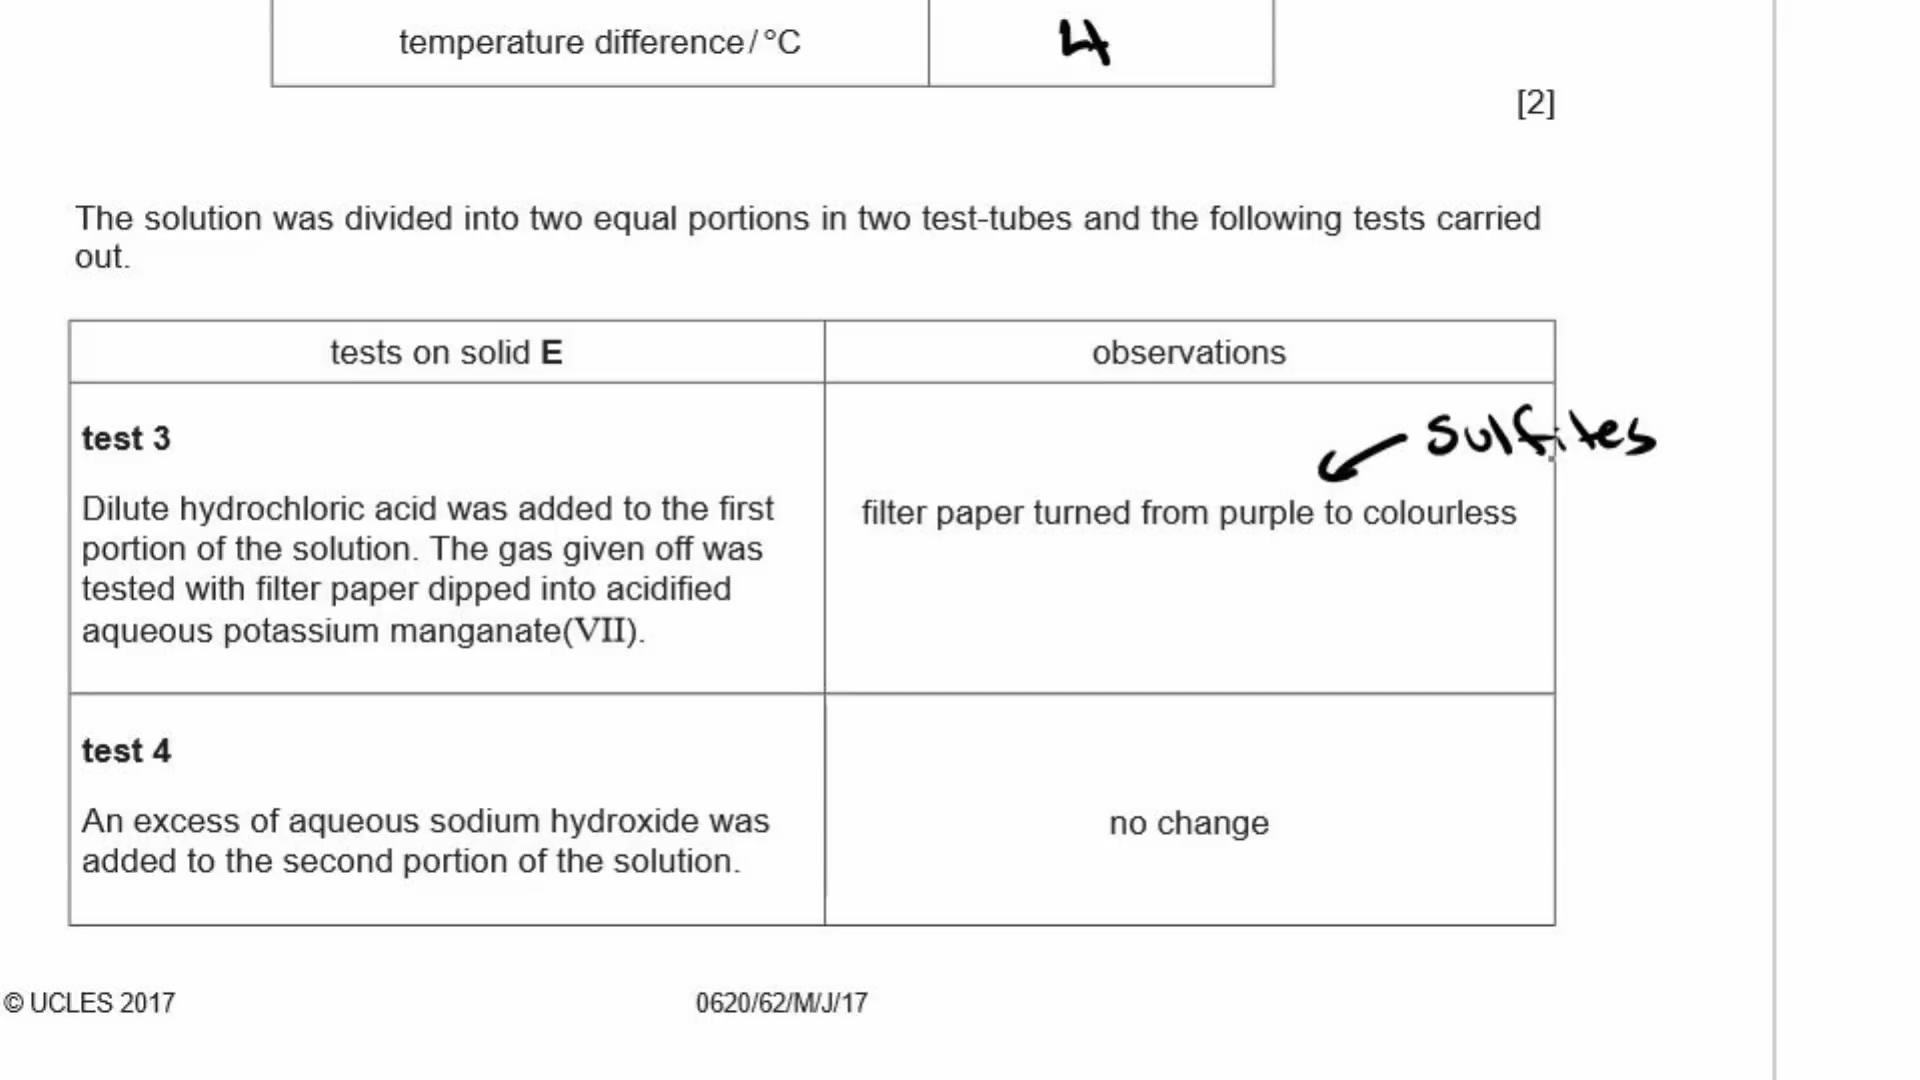 temperature difference / °C
4
[2]
The solution was divided into two equal portions in two test-tubes and the following tests carried
out.
tests on solid E
observations
test 3
Dilute hydrochloric acid was added to the first
portion of the solution. The gas given off was
tested with filter paper dipped into acidified
aqueous potassium manganate(VII).
sulfites
filter paper turned from purple to colourless
test 4
An excess of aqueous sodium hydroxide was
added to the second portion of the solution.
no change
© UCLES 2017
0620/62/M/J/17